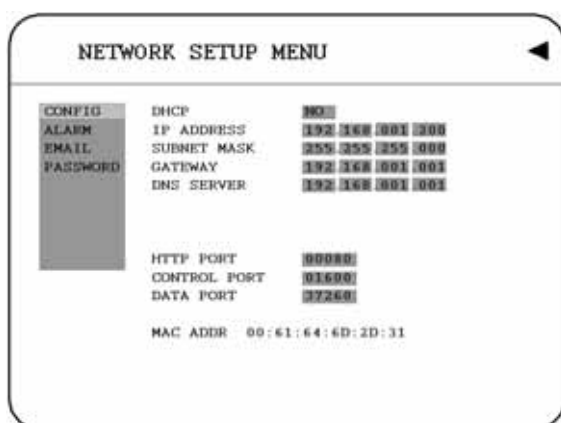 NETWORK SETUP MENU
CONFIG
ALARM
EMAIL
PASSWORD
DHCP NO
IP ADDRESS 192.168.001.200
SUBNET MASK 255.255.255.000
GATEWAY 192.168.001.001
DNS SERVER 192.168.001.001
HTTP PORT 00080
CONTROL PORT 01600
DATA PORT 37260
MAC ADDR 00:61:64:6D:2D:31